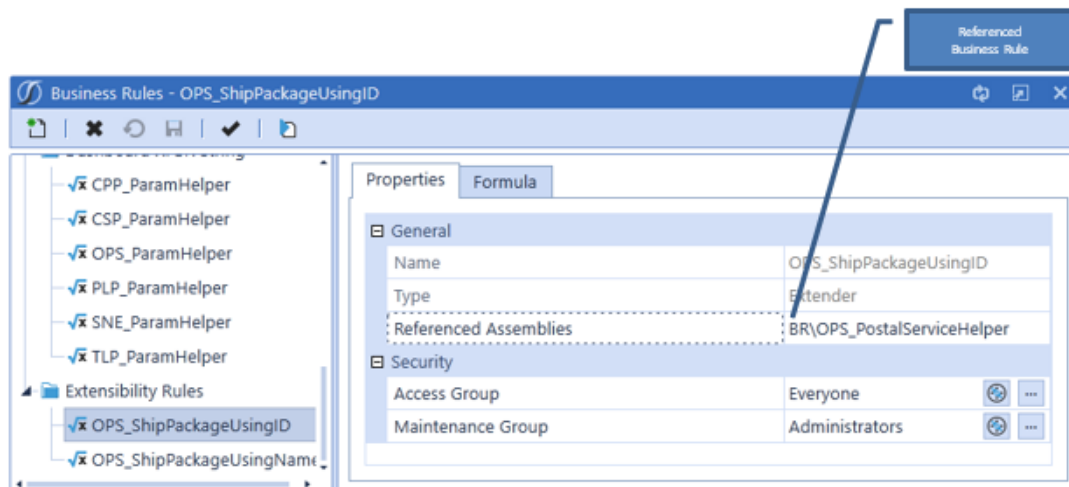 Referenced
Business Rule
Business Rules - OPS_ShipPackageUsingID
CPP_ParamHelper
CSP_ParamHelper
OPS_ParamHelper
PLP_ParamHelper
SNE_ParamHelper
TLP_ParamHelper
Extensibility Rules
OPS_ShipPackageUsingID
OPS_ShipPackageUsingName
Properties
Formula
General
Name OPS_ShipPackageUsingID
Type Extender
Referenced Assemblies BR\OPS_PostalServiceHelper
Security
Access Group Everyone
Maintenance Group Administrators